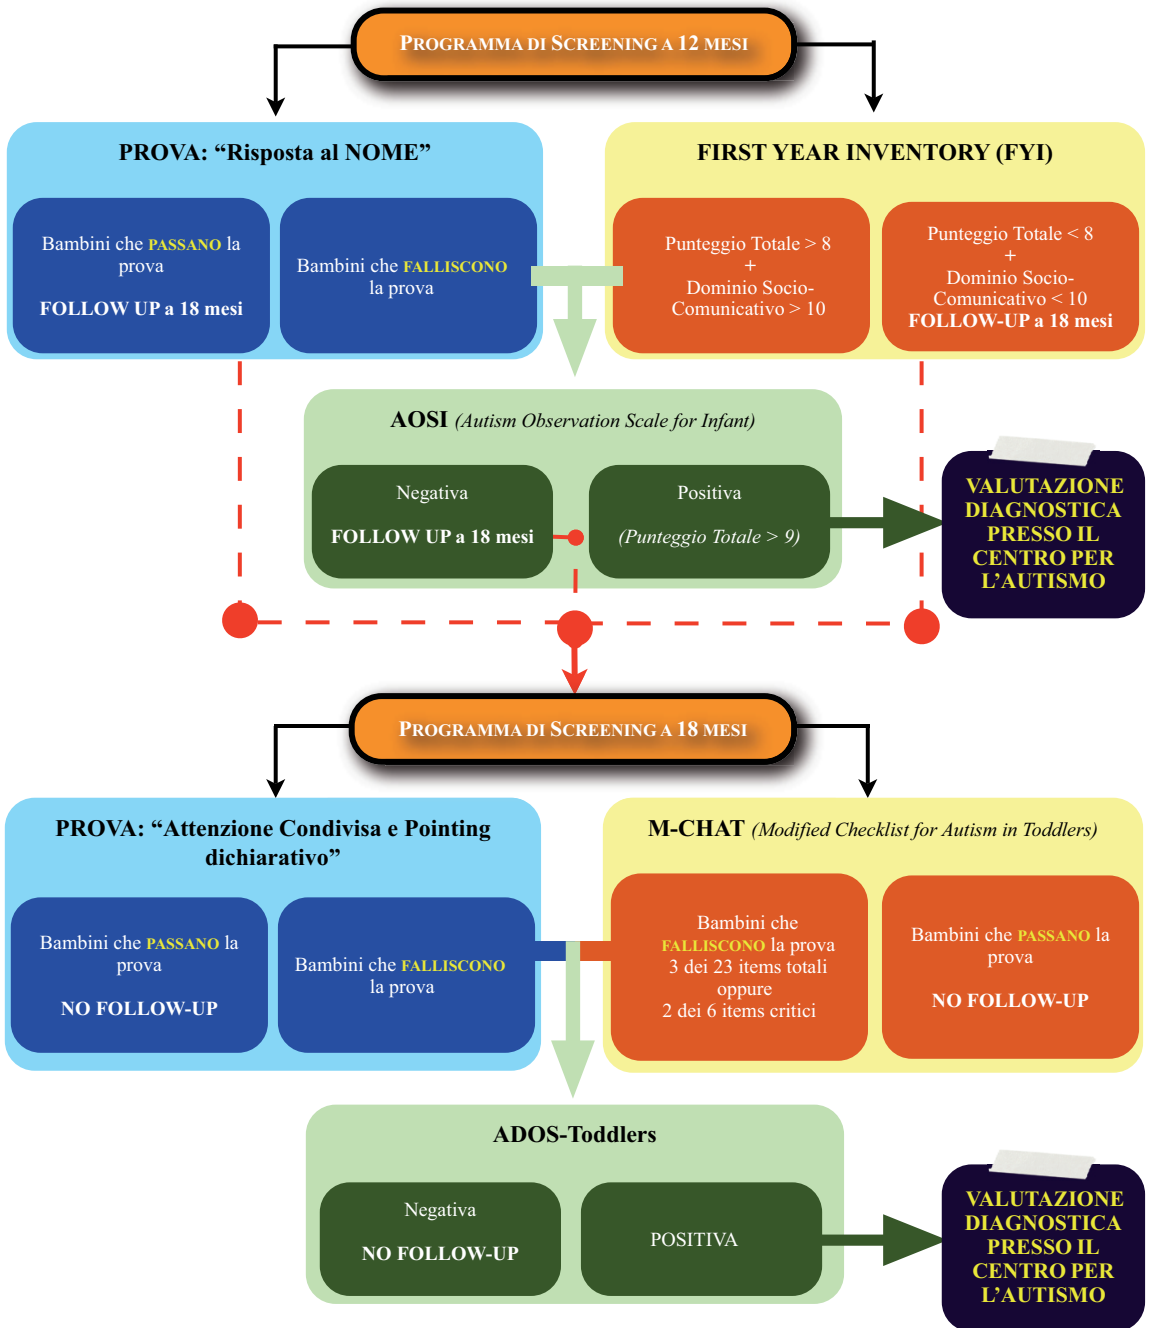 PROGRAMMA DI SCREENING A 12 MESI
PROVA: “Risposta al NOME”
Bambini che PASSANO la
prova
FOLLOW UP a 18 mesi
Bambini che FALLISCONO
la prova
FIRST YEAR INVENTORY (FYI)
Punteggio Totale > 8
+
Dominio Socio-
Comunicativo > 10
Punteggio Totale < 8
+
Dominio Socio-
Comunicativo < 10
FOLLOW-UP a 18 mesi
AOSI (Autism Observation Scale for Infant)
Negativa
FOLLOW UP a 18 mesi
Positiva
(Punteggio Totale > 9)
VALUTAZIONE
DIAGNOSTICA
PRESSO IL
CENTRO PER
L’AUTISMO
PROGRAMMA DI SCREENING A 18 MESI
PROVA: “Attenzione Condivisa e Pointing
dichiarativo”
Bambini che PASSANO la
prova
NO FOLLOW-UP
Bambini che FALLISCONO
la prova
M-CHAT (Modified Checklist for Autism in Toddlers)
Bambini che
FALLISCONO la prova
3 dei 23 items totali
oppure
2 dei 6 items critici
Bambini che PASSANO la
prova
NO FOLLOW-UP
ADOS-Toddlers
Negativa
NO FOLLOW-UP
POSITIVA
VALUTAZIONE
DIAGNOSTICA
PRESSO IL
CENTRO PER
L’AUTISMO